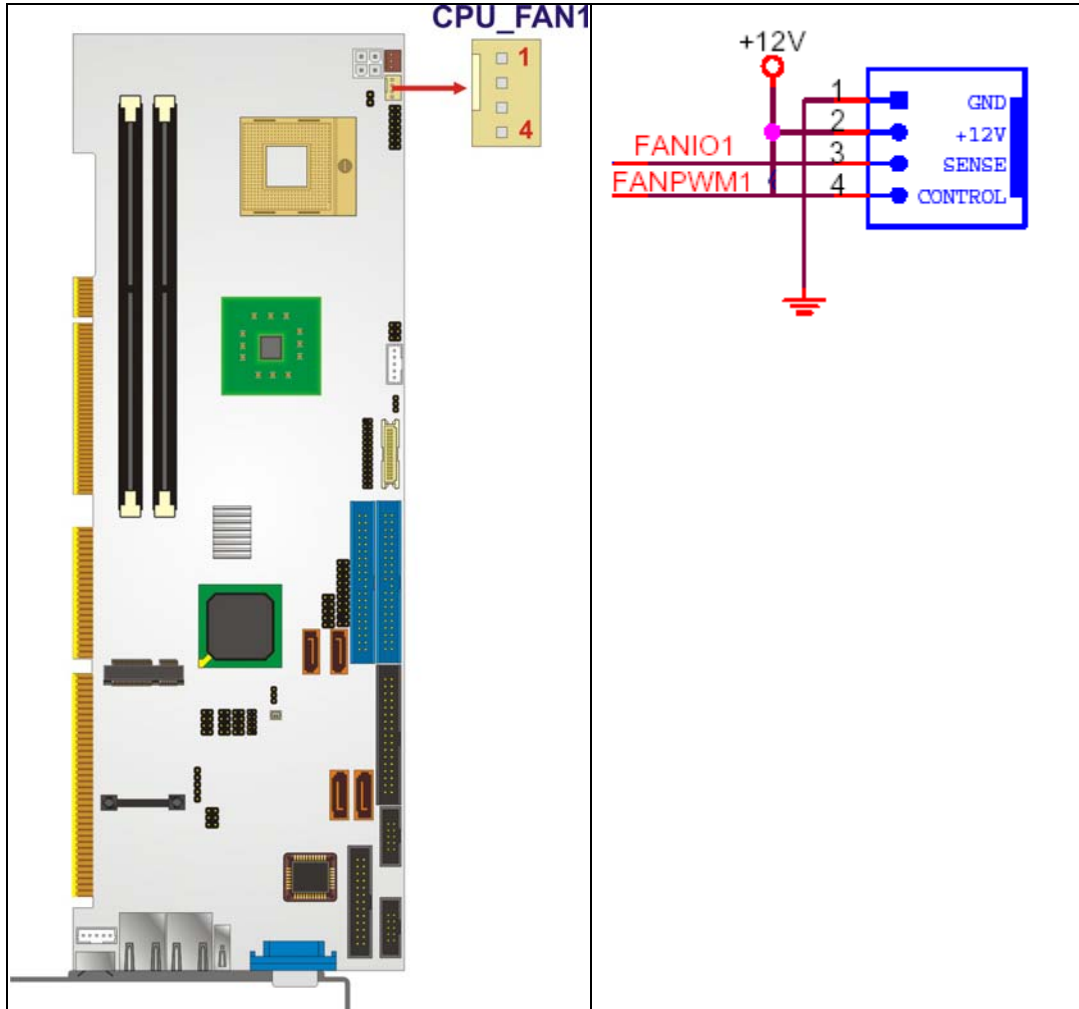 CPU_FAN1
1
4
+12V
1 GND
2 +12V
FANIO1 3 SENSE
FANPWM1 4 CONTROL